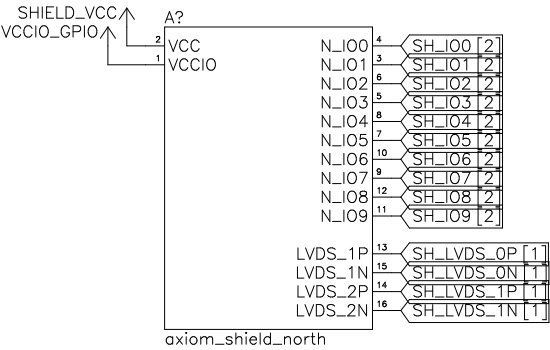 SHIELD_VCC
VCCIO_GPIO
A?
2 VCC N_IO0 4 SH_IO0 [2]
1 VCCIO N_IO1 3 SH_IO1 [2]
N_IO2 6 SH_IO2 [2]
N_IO3 5 SH_IO3 [2]
N_IO4 8 SH_IO4 [2]
N_IO5 7 SH_IO5 [2]
N_IO6 10 SH_IO6 [2]
N_IO7 9 SH_IO7 [2]
N_IO8 12 SH_IO8 [2]
N_IO9 11 SH_IO9 [2]
LVDS_1P 13 SH_LVDS_0P [1]
LVDS_1N 15 SH_LVDS_0N [1]
LVDS_2P 14 SH_LVDS_1P [1]
LVDS_2N 16 SH_LVDS_1N [1]
axiom_shield_north